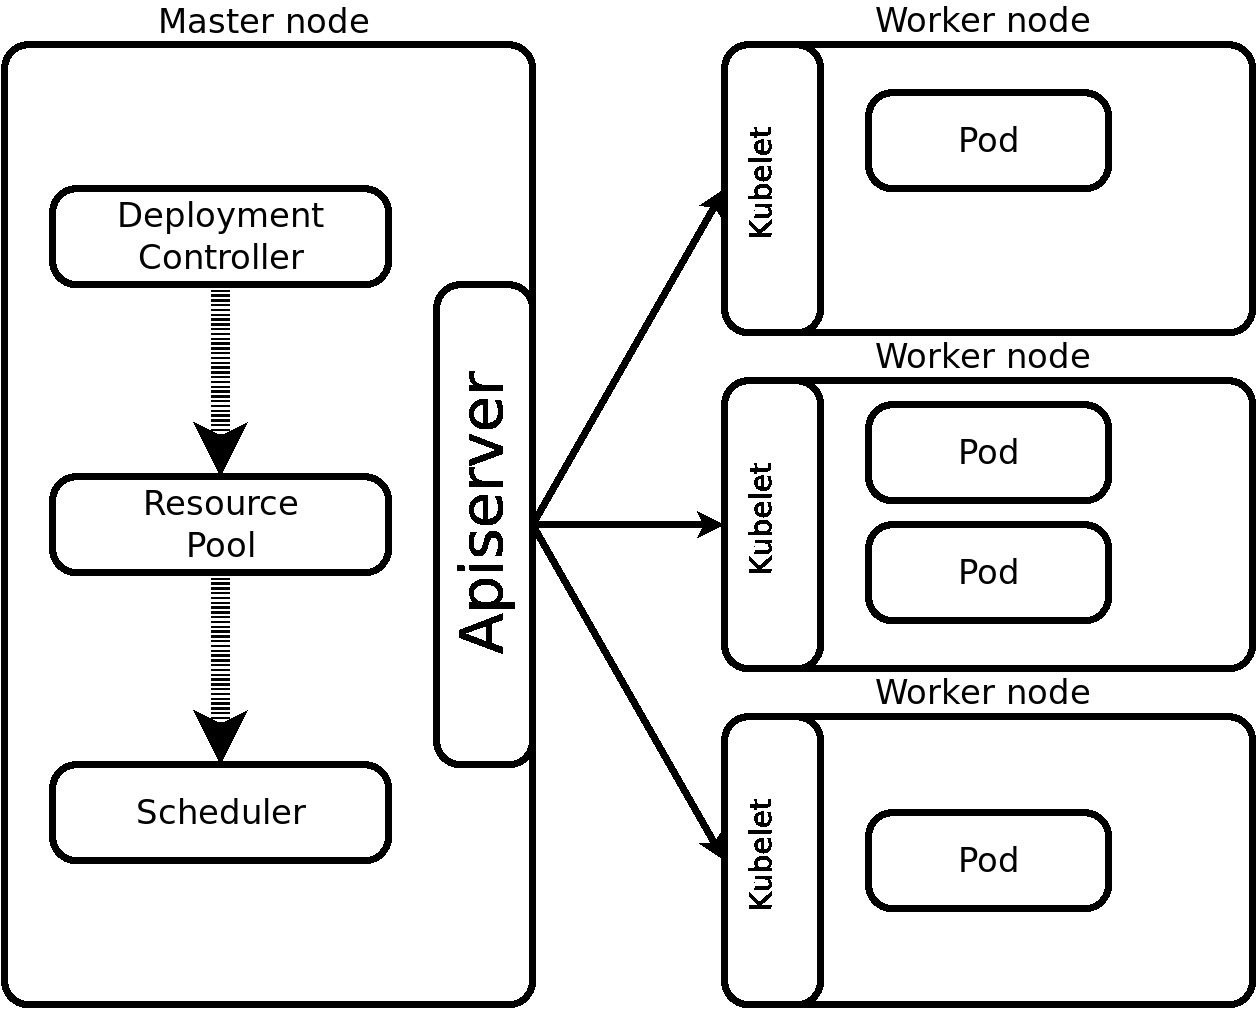 Master node
Deployment
Controller
Resource
Pool
Scheduler
Apiserver
Worker node
Kubelet
Pod
Worker node
Kubelet
Pod
Pod
Worker node
Kubelet
Pod